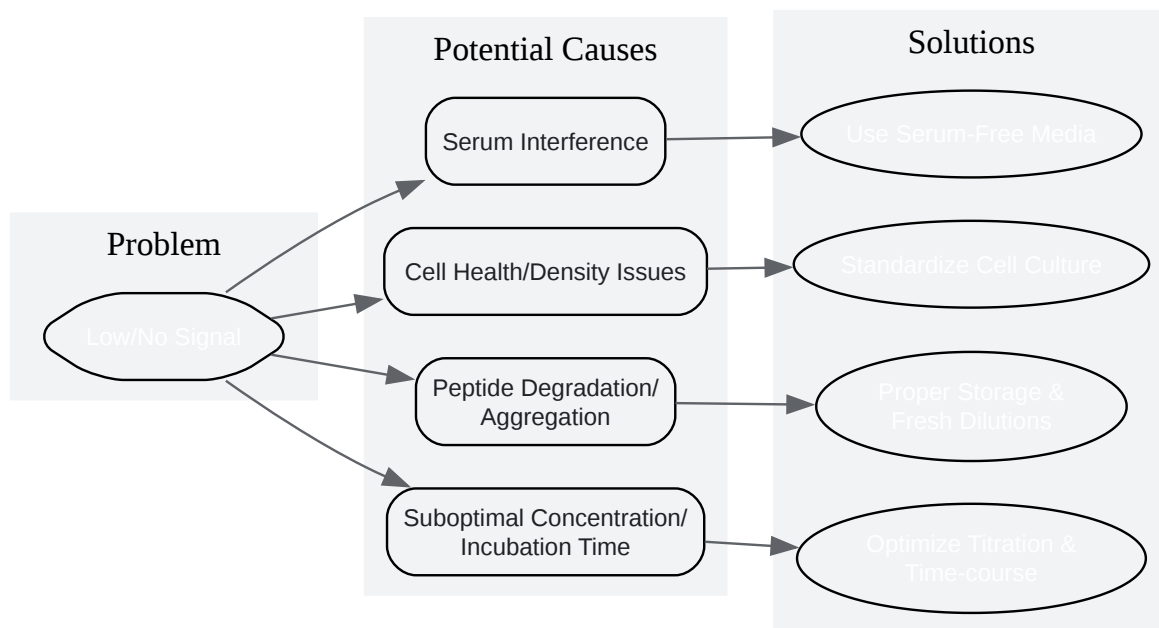 Problem
Low/No Signal
Potential Causes
Serum Interference
Cell Health/Density Issues
Peptide Degradation/
Aggregation
Suboptimal Concentration/
Incubation Time
Solutions
Use Serum-Free Media
Standardize Cell Culture
Proper Storage &
Fresh Dilutions
Optimize Titration &
Time-course